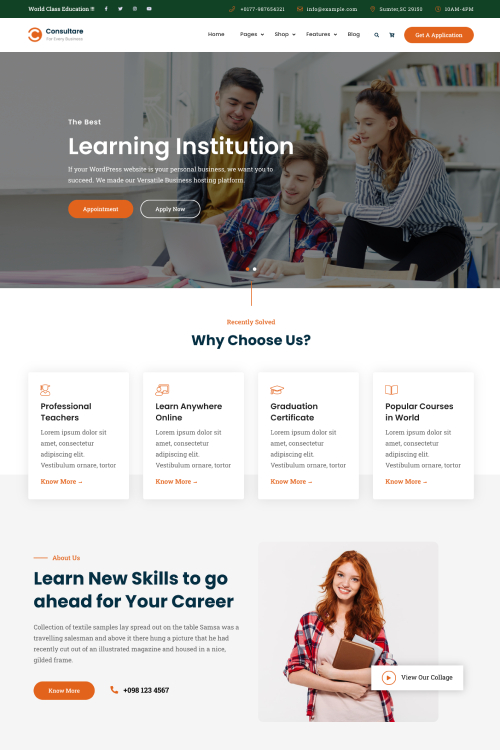 World Class Education !!!
+0177-987654321
info@example.com
Sumter,SC 29150
10AM-4PM
Consultare
For Every Business
Home
Pages
Shop
Features
Blog
Get A Application
The Best
Learning Institution
If your WordPress website is your personal business, we want you to
succeed. We made our Versatile Business hosting platform.
Appointment
Apply Now
Recently Solved
Why Choose Us?
Professional
Teachers
Lorem ipsum dolor sit
amet, consectetur
adipiscing elit.
Vestibulum ornare, tortor
Know More →
Learn Anywhere
Online
Lorem ipsum dolor sit
amet, consectetur
adipiscing elit.
Vestibulum ornare, tortor
Know More →
Graduation
Certificate
Lorem ipsum dolor sit
amet, consectetur
adipiscing elit.
Vestibulum ornare, tortor
Know More →
Popular Courses
in World
Lorem ipsum dolor sit
amet, consectetur
adipiscing elit.
Vestibulum ornare, tortor
Know More →
About Us
Learn New Skills to go
ahead for Your Career
Collection of textile samples lay spread out on the table Samsa was a
travelling salesman and above it there hung a picture that he had
recently cut out of an illustrated magazine and housed in a nice,
gilded frame.
Know More
+098 123 4567
View Our Collage